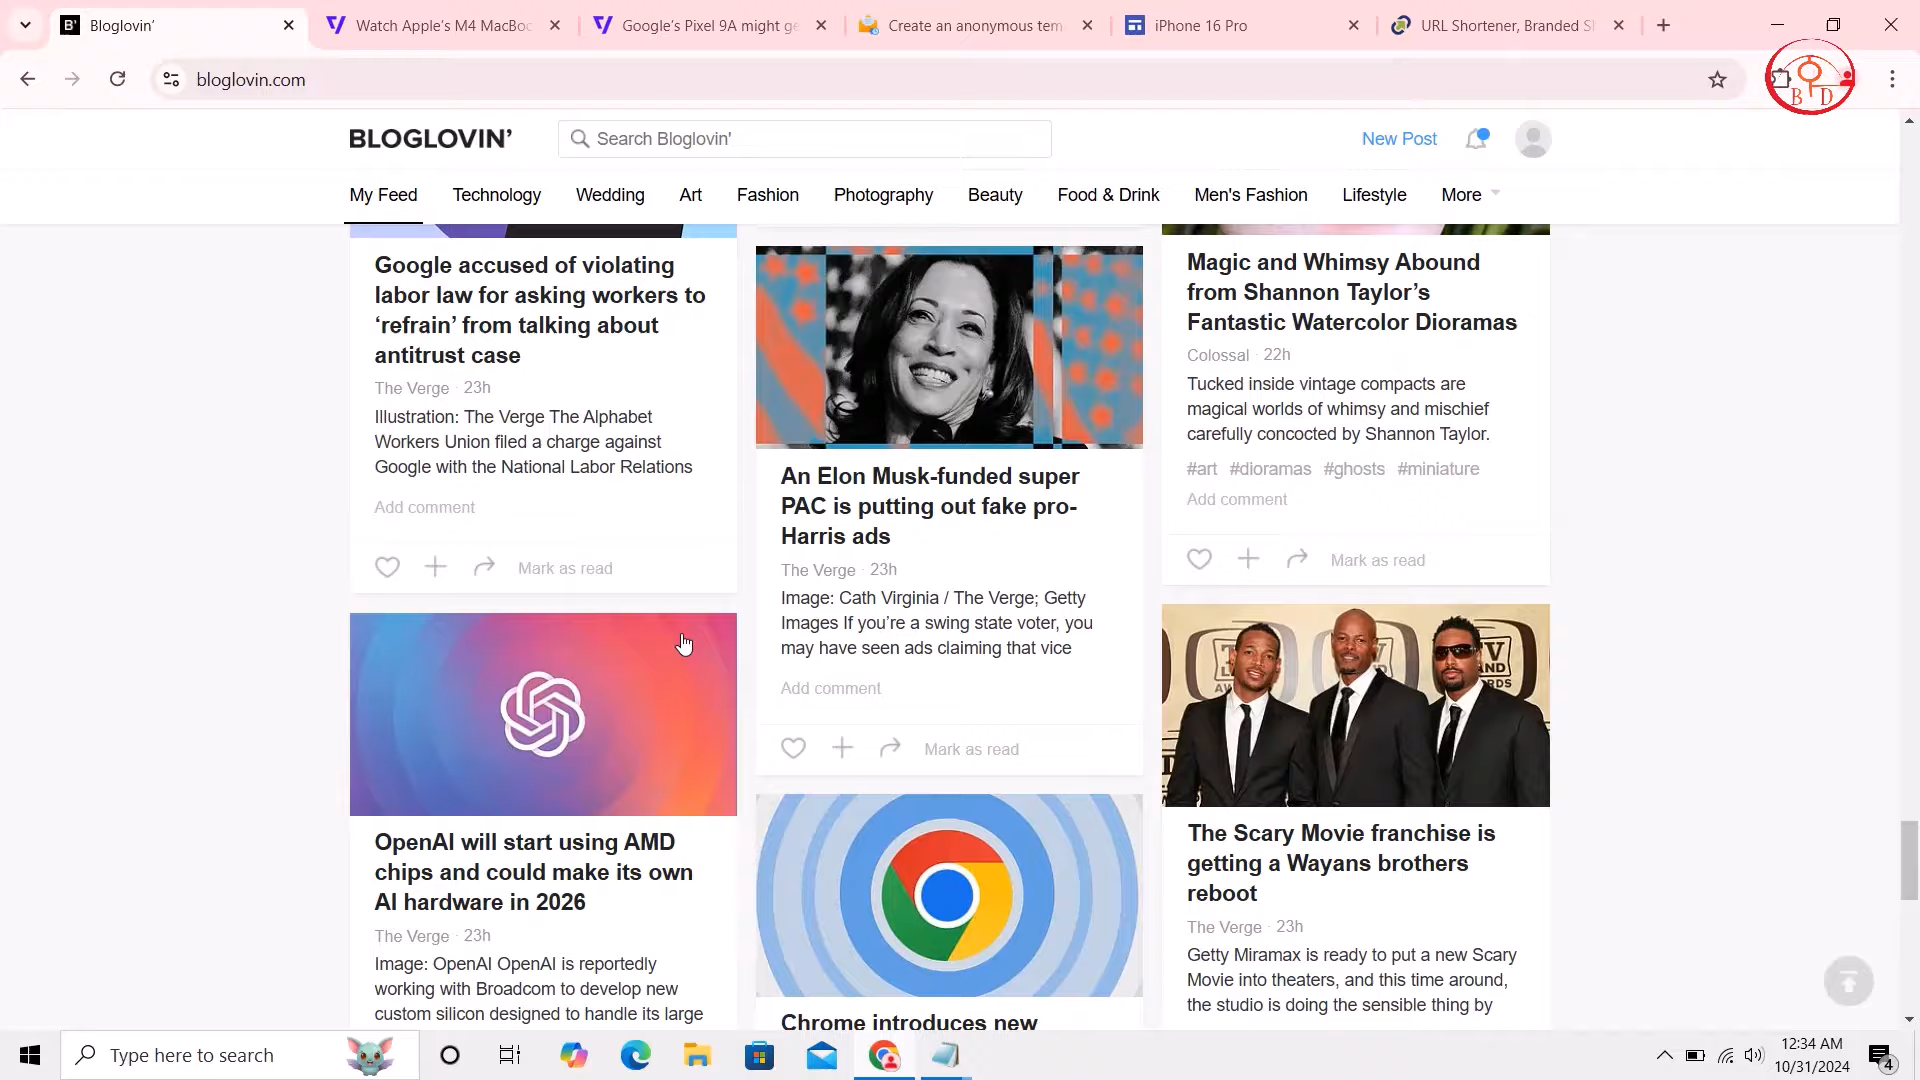 Bloglovin'
Watch Apple's M4 MacBoo
Google's Pixel 9A might ge
Create an anonymous tem
iPhone 16 Pro
URL Shortener, Branded S
bloglovin.com
B D
BLOGLOVIN'
Search Bloglovin'
New Post
My Feed
Technology
Wedding
Art
Fashion
Photography
Beauty
Food & Drink
Men's Fashion
Lifestyle
More
Google accused of violating
labor law for asking workers to
‘refrain’ from talking about
antitrust case
The Verge · 23h
Illustration: The Verge The Alphabet
Workers Union filed a charge against
Google with the National Labor Relations
Add comment
Mark as read
OpenAI will start using AMD
chips and could make its own
AI hardware in 2026
The Verge · 23h
Image: OpenAI OpenAI is reportedly
working with Broadcom to develop new
custom silicon designed to handle its large
An Elon Musk-funded super
PAC is putting out fake pro-
Harris ads
The Verge · 23h
Image: Cath Virginia / The Verge; Getty
Images If you’re a swing state voter, you
may have seen ads claiming that vice
Add comment
Mark as read
Chrome introduces new
Magic and Whimsy Abound
from Shannon Taylor’s
Fantastic Watercolor Dioramas
Colossal · 22h
Tucked inside vintage compacts are
magical worlds of whimsy and mischief
carefully concocted by Shannon Taylor.
#art #dioramas #ghosts #miniature
Add comment
Mark as read
The Scary Movie franchise is
getting a Wayans brothers
reboot
The Verge · 23h
Getty Miramax is ready to put a new Scary
Movie into theaters, and this time around,
the studio is doing the sensible thing by
Type here to search
12:34 AM
10/31/2024
4